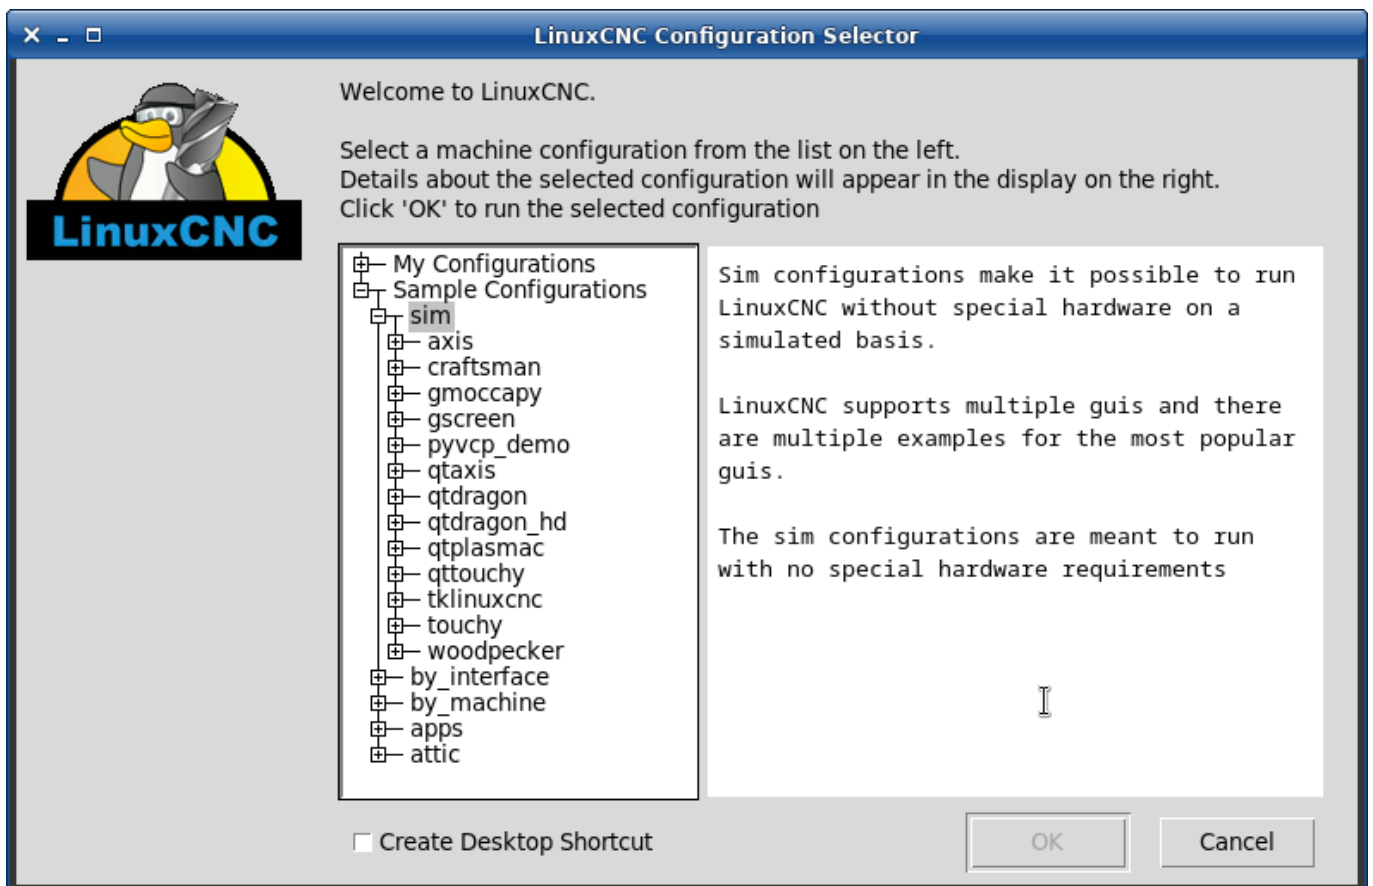 LinuxCNC Configuration Selector
LinuxCNC
Welcome to LinuxCNC.
Select a machine configuration from the list on the left.
Details about the selected configuration will appear in the display on the right.
Click 'OK' to run the selected configuration
My Configurations
Sample Configurations
sim
axis
craftsman
gmoccapy
gscreen
pyvcp_demo
qtaxis
qtdragon
qtdragon_hd
qtplasmac
qttouchy
tklinuxcnc
touchy
woodpecker
by_interface
by_machine
apps
attic
Sim configurations make it possible to run
LinuxCNC without special hardware on a
simulated basis.
LinuxCNC supports multiple guis and there
are multiple examples for the most popular
guis.
The sim configurations are meant to run
with no special hardware requirements
Create Desktop Shortcut
OK
Cancel